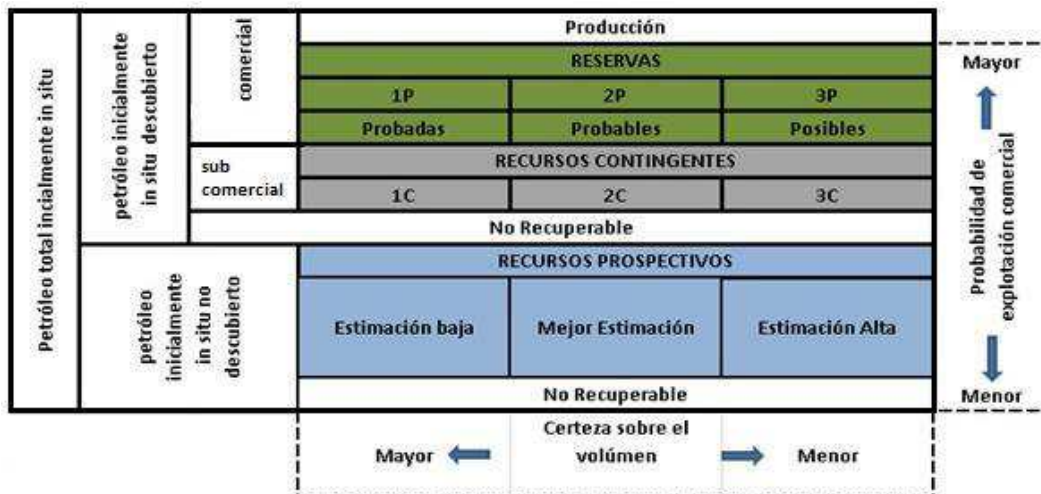 Petróleo total incialmente in situ
petróleo inicialmente
in situ descubierto
comercial
Producción
RESERVAS
1P
2P
3P
Probadas
Probables
Posibles
sub
comercial
RECURSOS CONTINGENTES
1C
2C
3C
No Recuperable
petróleo
inicialmente
in situ no
descubierto
RECURSOS PROSPECTIVOS
Estimación baja
Mejor Estimación
Estimación Alta
No Recuperable
Mayor
Probabilidad de
explotación comercial
Menor
Mayor
Certeza sobre el
volúmen
Menor